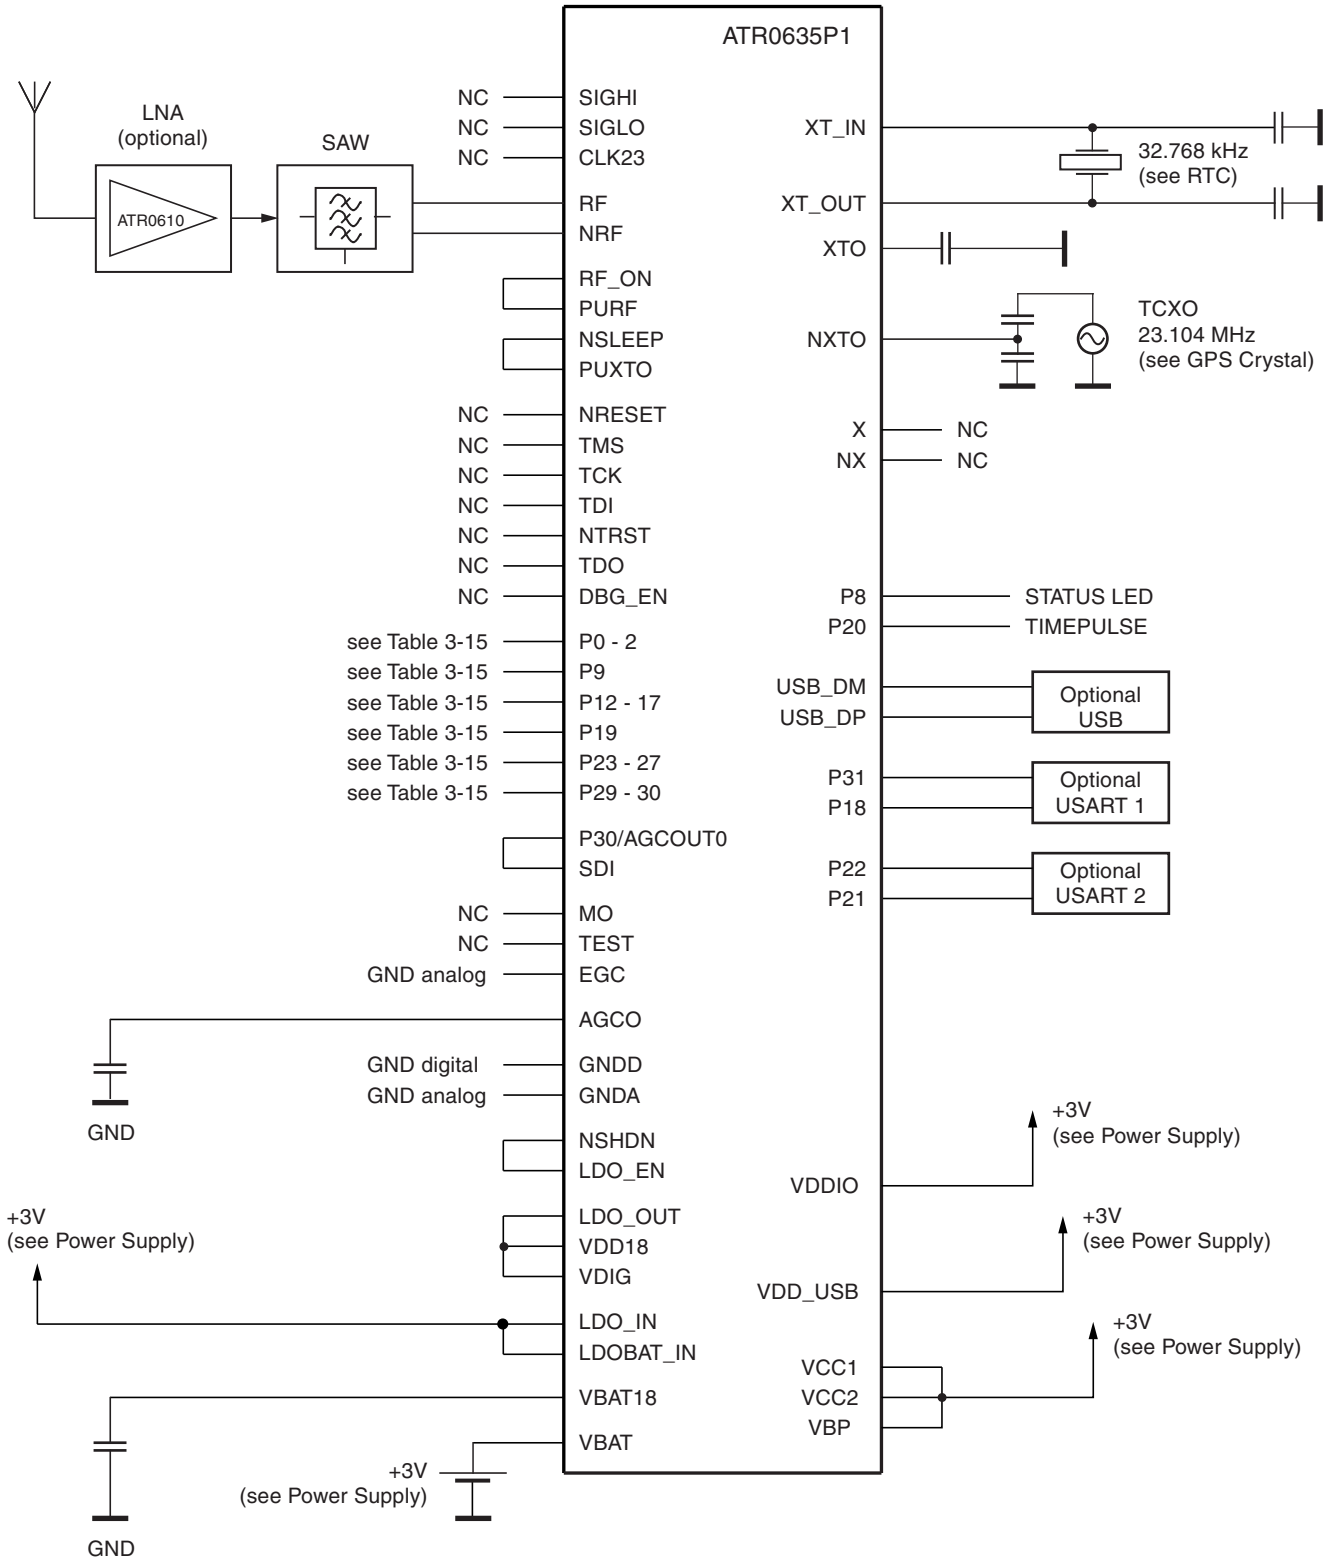 ATR0635P1
LNA
(optional)
ATR0610
SAW
NC SIGHI
NC SIGLO
NC CLK23
RF
NRF
RF_ON
PURF
NSLEEP
PUXTO
NC NRESET
NC TMS
NC TCK
NC TDI
NC NTRST
NC TDO
NC DBG_EN
see Table 3-15 P0 - 2
see Table 3-15 P9
see Table 3-15 P12 - 17
see Table 3-15 P19
see Table 3-15 P23 - 27
see Table 3-15 P29 - 30
P30/AGCOUT0
SDI
NC MO
NC TEST
GND analog EGC
AGCO
GND digital GNDD
GND analog GNDA
GND
NSHDN
LDO_EN
LDO_OUT
VDD18
VDIG
+3V
(see Power Supply)
LDO_IN
LDOBAT_IN
VBAT18
VBAT
+3V
(see Power Supply)
GND
XT_IN
32.768 kHz
(see RTC)
XT_OUT
XTO
NXTO
TCXO
23.104 MHz
(see GPS Crystal)
X NC
NX NC
P8 STATUS LED
P20 TIMEPULSE
USB_DM
USB_DP
Optional
USB
P31
P18
Optional
USART 1
P22
P21
Optional
USART 2
+3V
(see Power Supply)
VDDIO
+3V
(see Power Supply)
VDD_USB
+3V
(see Power Supply)
VCC1
VCC2
VBP